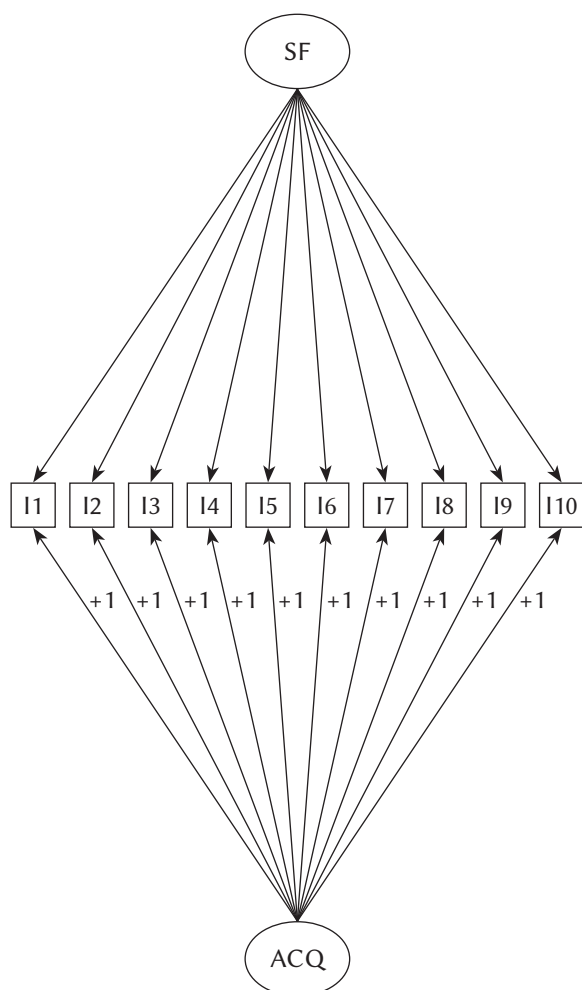 SF
I1 I2 I3 I4 I5 I6 I7 I8 I9 I10
+1 +1 +1 +1 +1 +1 +1 +1 +1 +1
ACQ